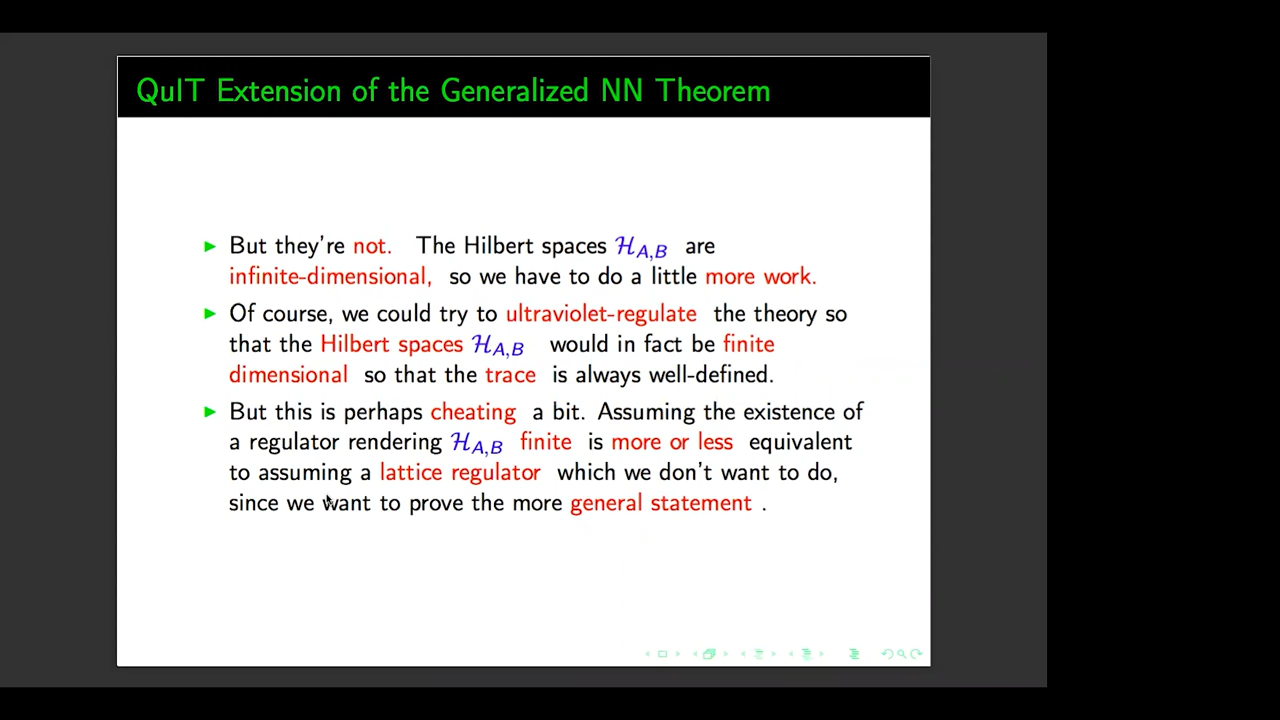 QuIT Extension of the Generalized NN Theorem
▶ But they're not. The Hilbert spaces ℋ_A,B are
infinite-dimensional, so we have to do a little more work.
▶ Of course, we could try to ultraviolet-regulate the theory so
that the Hilbert spaces ℋ_A,B would in fact be finite
dimensional so that the trace is always well-defined.
▶ But this is perhaps cheating a bit. Assuming the existence of
a regulator rendering ℋ_A,B finite is more or less equivalent
to assuming a lattice regulator which we don't want to do,
since we want to prove the more general statement .